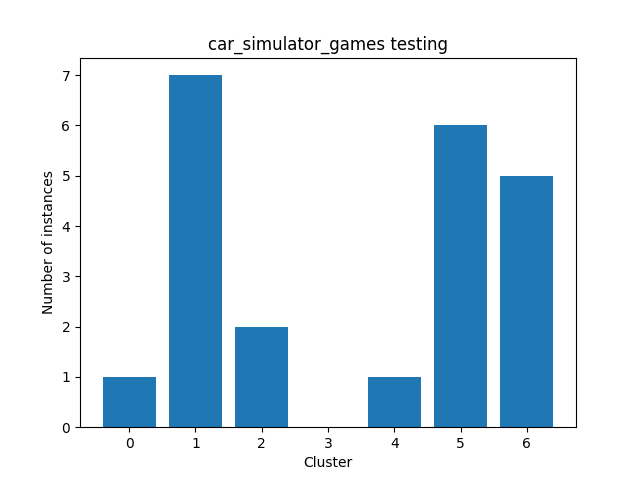 car_simulator_games testing
Number of instances
7
6
5
4
3
2
1
0
0 1 2 3 4 5 6
Cluster